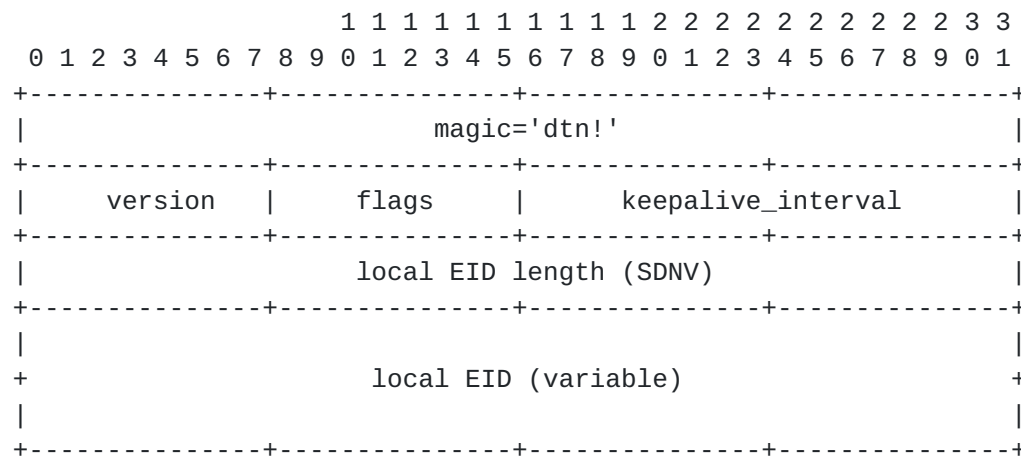 1 1 1 1 1 1 1 1 1 1 2 2 2 2 2 2 2 2 2 2 3 3
 0 1 2 3 4 5 6 7 8 9 0 1 2 3 4 5 6 7 8 9 0 1 2 3 4 5 6 7 8 9 0 1
+---------------+---------------+---------------+---------------+
|                          magic='dtn!'                         |
+---------------+---------------+---------------+---------------+
|     version   |     flags     |      keepalive_interval       |
+---------------+---------------+---------------+---------------+
|                     local EID length (SDNV)                   |
+---------------+---------------+---------------+---------------+
|                                                               |
+                      local EID (variable)                     +
|                                                               |
+---------------+---------------+---------------+---------------+